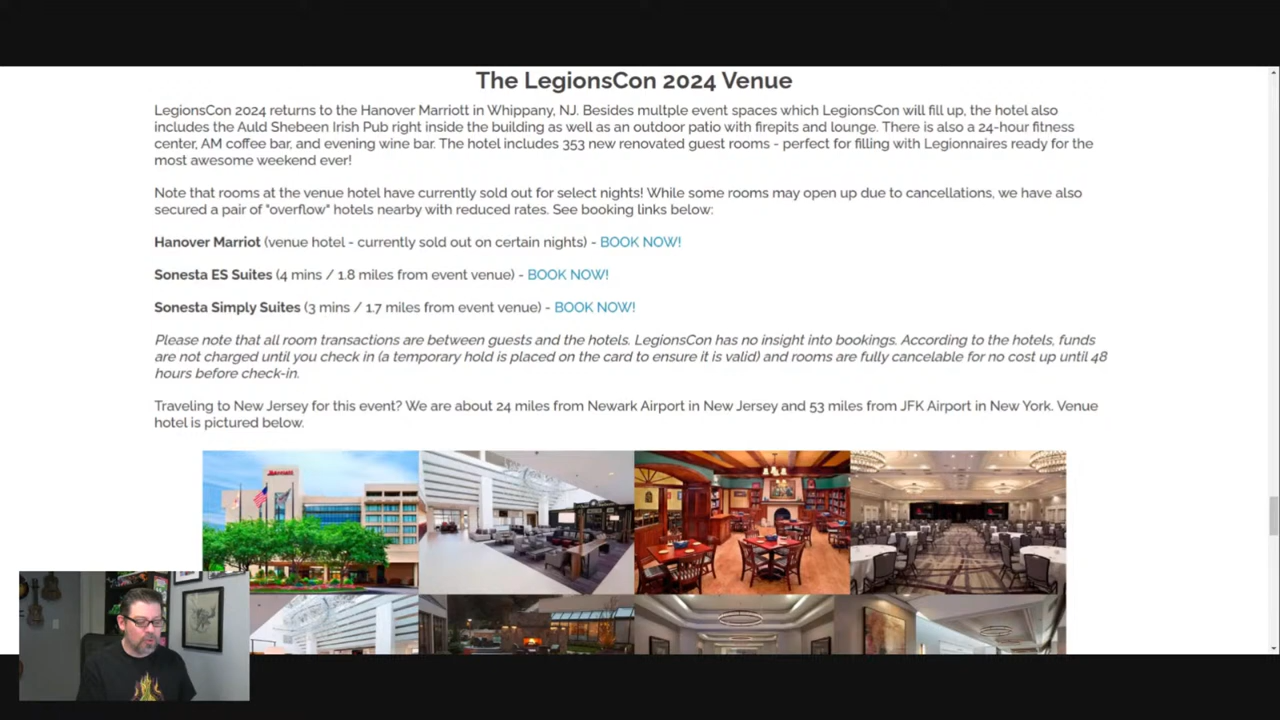 The LegionsCon 2024 Venue
LegionsCon 2024 returns to the Hanover Marriott in Whippany, NJ. Besides multple event spaces which LegionsCon will fill up, the hotel also
includes the Auld Shebeen Irish Pub right inside the building as well as an outdoor patio with firepits and lounge. There is also a 24-hour fitness
center, AM coffee bar, and evening wine bar. The hotel includes 353 new renovated guest rooms - perfect for filling with Legionnaires ready for the
most awesome weekend ever!
Note that rooms at the venue hotel have currently sold out for select nights! While some rooms may open up due to cancellations, we have also
secured a pair of "overflow" hotels nearby with reduced rates. See booking links below:
Hanover Marriot (venue hotel - currently sold out on certain nights) - BOOK NOW!
Sonesta ES Suites (4 mins / 1.8 miles from event venue) - BOOK NOW!
Sonesta Simply Suites (3 mins / 1.7 miles from event venue) - BOOK NOW!
Please note that all room transactions are between guests and the hotels. LegionsCon has no insight into bookings. According to the hotels, funds
are not charged until you check in (a temporary hold is placed on the card to ensure it is valid) and rooms are fully cancelable for no cost up until 48
hours before check-in.
Traveling to New Jersey for this event? We are about 24 miles from Newark Airport in New Jersey and 53 miles from JFK Airport in New York. Venue
hotel is pictured below.
Marriott